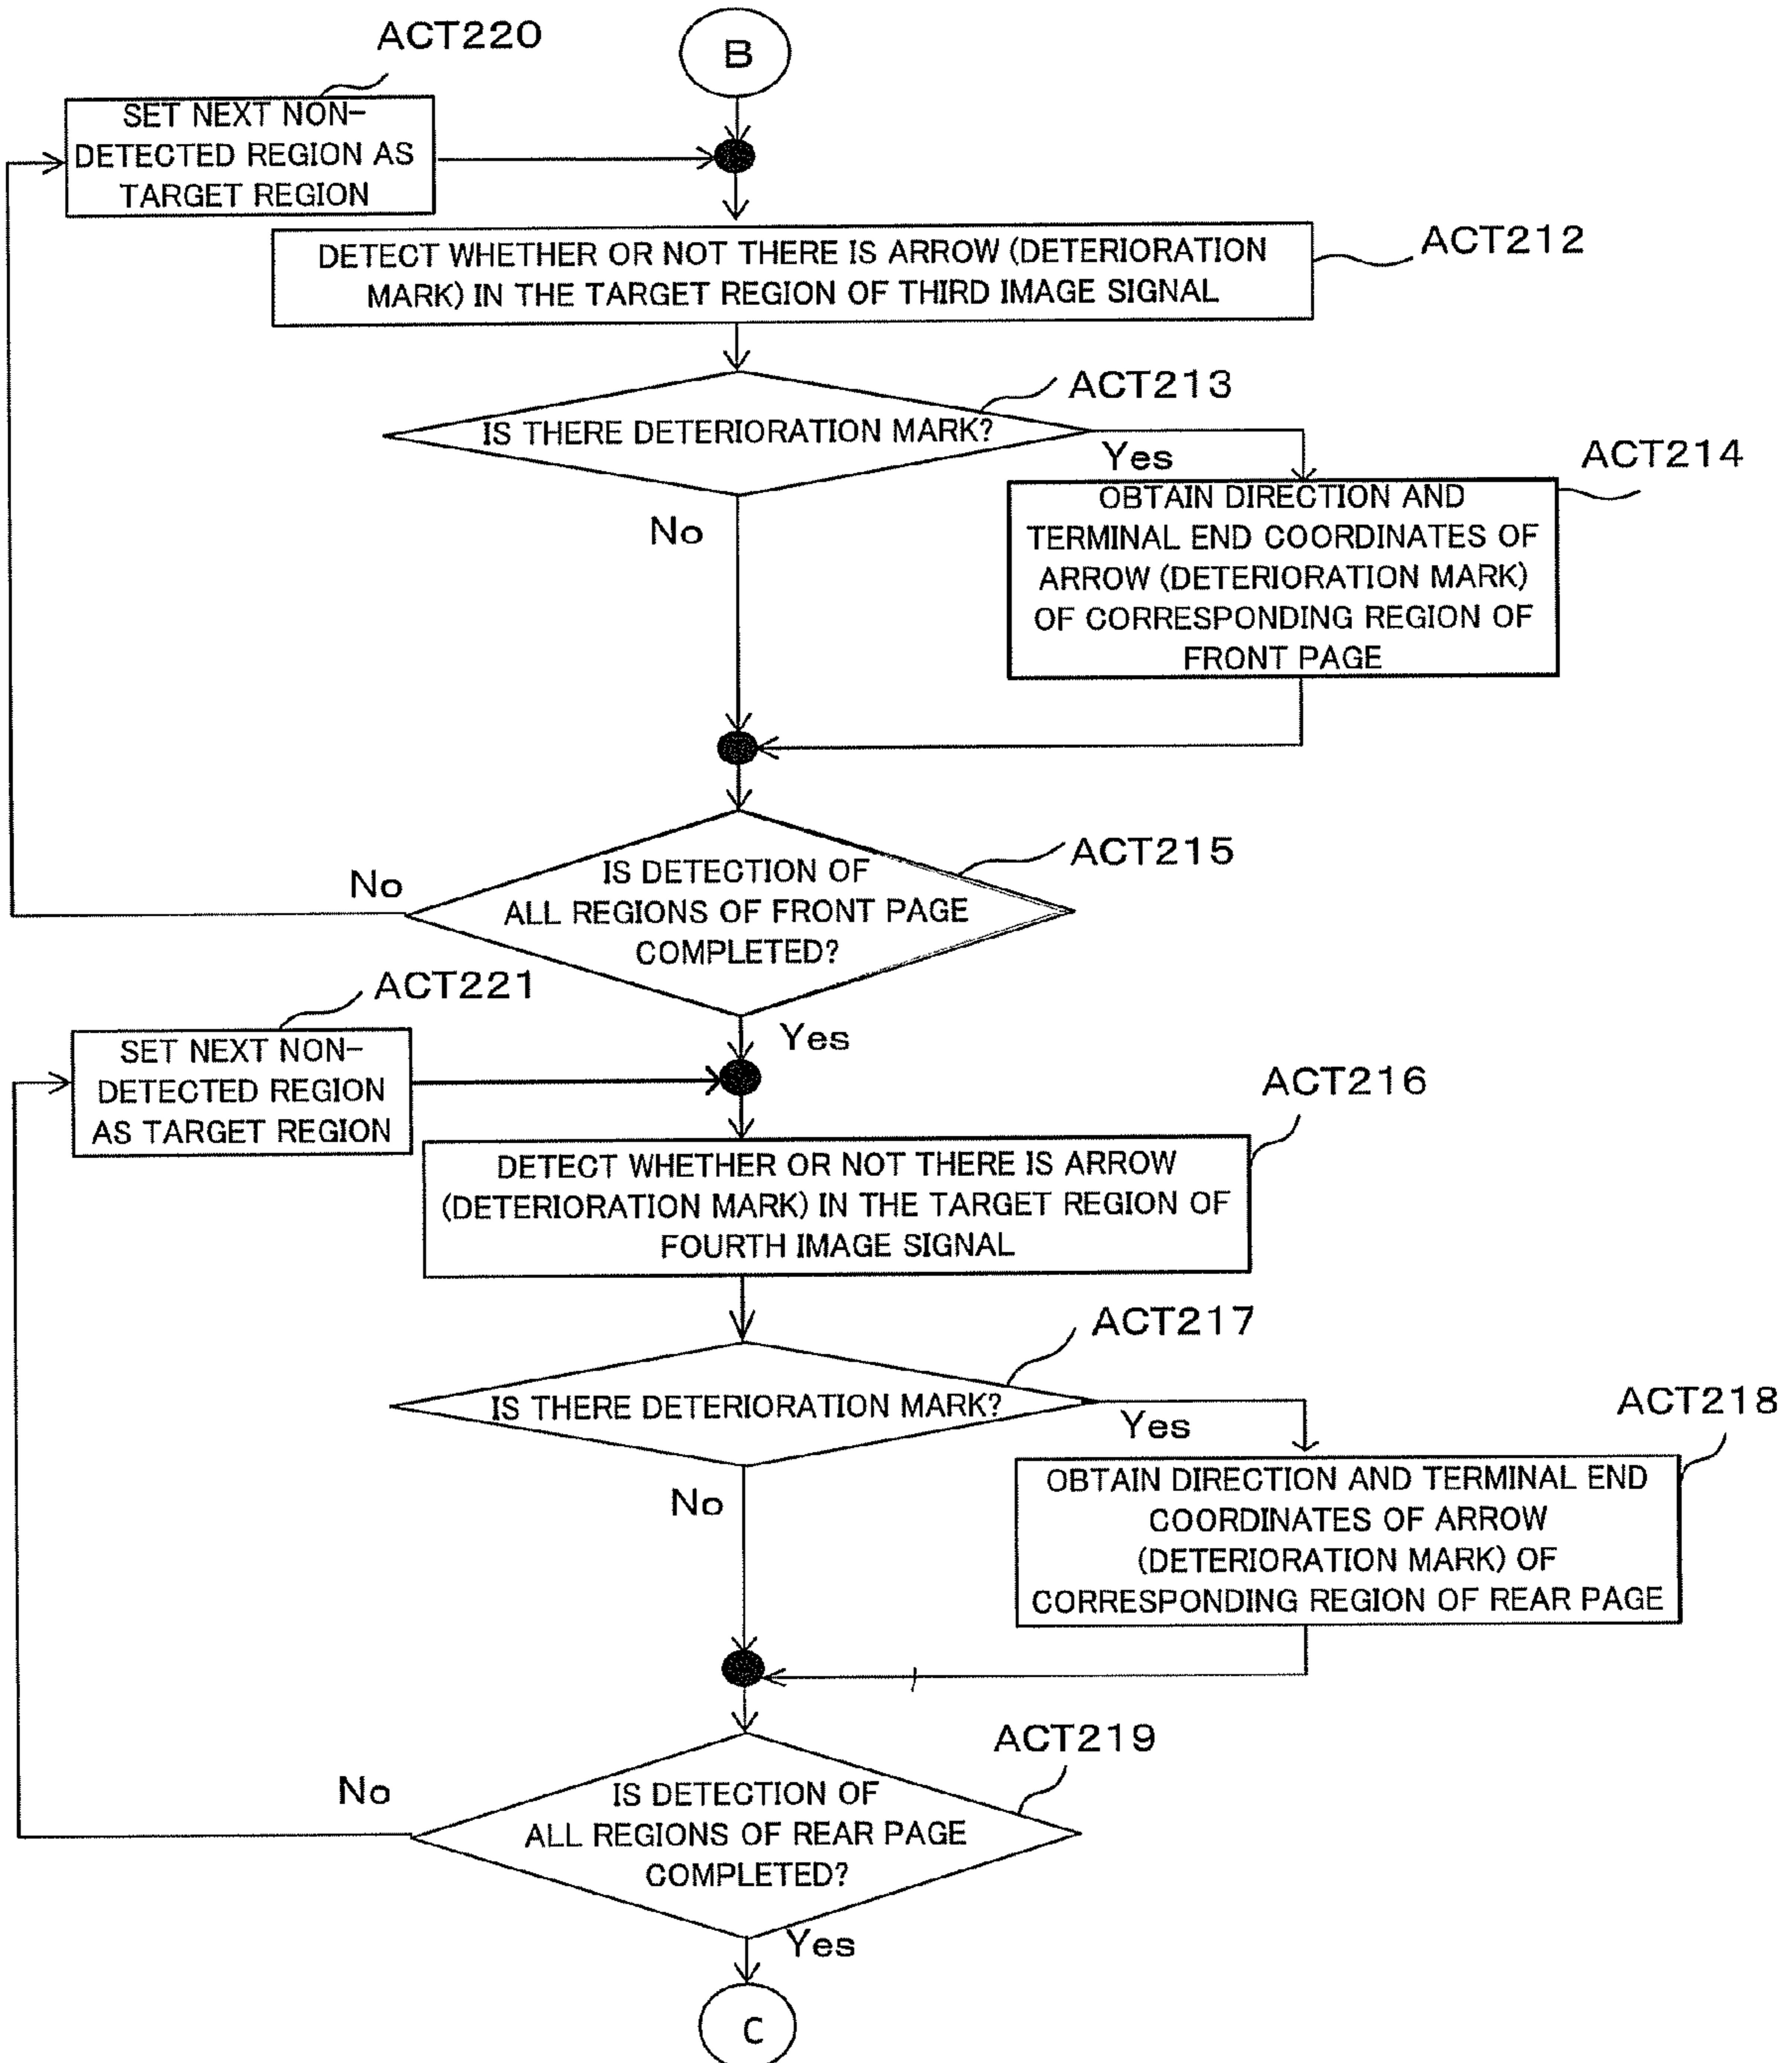 ACT220
B
SET NEXT NON-
DETECTED REGION AS
TARGET REGION
ACT212
DETECT WHETHER OR NOT THERE IS ARROW (DETERIORATION
MARK) IN THE TARGET REGION OF THIRD IMAGE SIGNAL
ACT213
IS THERE DETERIORATION MARK?
Yes
ACT214
No
OBTAIN DIRECTION AND
TERMINAL END COORDINATES OF
ARROW (DETERIORATION MARK)
OF CORRESPONDING REGION OF
FRONT PAGE
ACT215
No
IS DETECTION OF
ALL REGIONS OF FRONT PAGE
COMPLETED?
ACT221
Yes
SET NEXT NON-
DETECTED REGION
AS TARGET REGION
ACT216
DETECT WHETHER OR NOT THERE IS ARROW
(DETERIORATION MARK) IN THE TARGET REGION OF
FOURTH IMAGE SIGNAL
ACT217
IS THERE DETERIORATION MARK?
Yes
ACT218
No
OBTAIN DIRECTION AND TERMINAL END
COORDINATES OF ARROW
(DETERIORATION MARK) OF
CORRESPONDING REGION OF REAR PAGE
ACT219
No
IS DETECTION OF
ALL REGIONS OF REAR PAGE
COMPLETED?
Yes
C